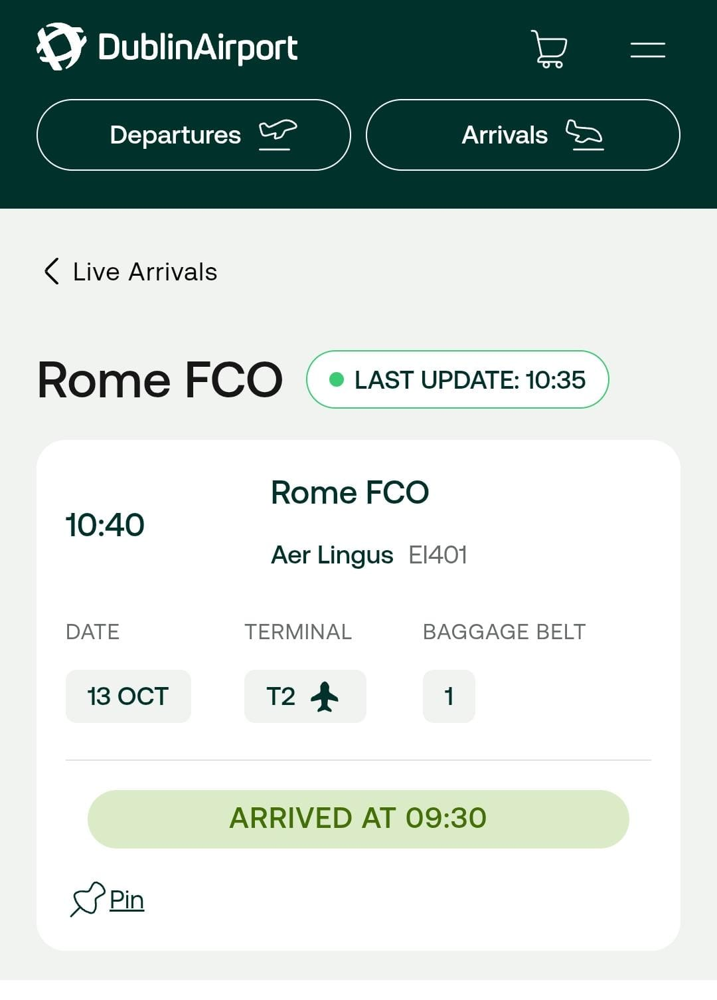 DublinAirport
Departures
Arrivals
Live Arrivals
Rome FCO
LAST UPDATE: 10:35
Rome FCO
10:40
Aer Lingus EI401
DATE TERMINAL BAGGAGE BELT
13 OCT T2 1
ARRIVED AT 09:30
Pin